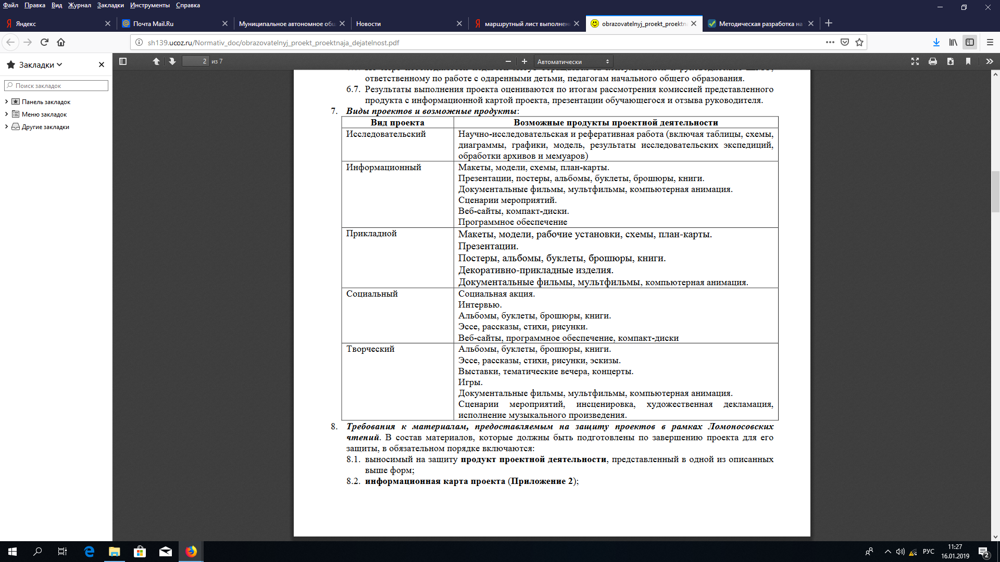 Файл Правка Вид Журнал Закладки Инструменты Справка
Яндекс
Почта Mail.Ru
Муниципальное автономное общ
Новости
маршрутный лист выполнен
obrazovatelnyj_proekt_proektna
Методическая разработка на
sh139.ucoz.ru/Normativ_doc/obrazovatelnyj_proekt_proektnaja_dejatelnost.pdf
Закладки
2 из 7
Автоматически
Поиск закладок
Панель закладок
Меню закладок
Другие закладки
ответственному по работе с одаренными детьми, педагогам начального общего образования.
6.7. Результаты выполнения проекта оцениваются по итогам рассмотрения комиссией представленного
продукта с информационной картой проекта, презентации обучающегося и отзыва руководителя.
7. Виды проектов и возможные продукты:
Вид проекта
Возможные продукты проектной деятельности
Исследовательский
Научно-исследовательская и реферативная работа (включая таблицы, схемы,
диаграммы, графики, модель, результаты исследовательских экспедиций,
обработки архивов и мемуаров)
Информационный
Макеты, модели, схемы, план-карты.
Презентации, постеры, альбомы, буклеты, брошюры, книги.
Документальные фильмы, мультфильмы, компьютерная анимация.
Сценарии мероприятий.
Веб-сайты, компакт-диски.
Программное обеспечение
Прикладной
Макеты, модели, рабочие установки, схемы, план-карты.
Презентации.
Постеры, альбомы, буклеты, брошюры, книги.
Декоративно-прикладные изделия.
Документальные фильмы, мультфильмы, компьютерная анимация.
Социальный
Социальная акция.
Интервью.
Альбомы, буклеты, брошюры, книги.
Эссе, рассказы, стихи, рисунки.
Веб-сайты, программное обеспечение, компакт-диски
Творческий
Альбомы, буклеты, брошюры, книги.
Эссе, рассказы, стихи, рисунки, эскизы.
Выставки, тематические вечера, концерты.
Игры.
Документальные фильмы, мультфильмы, компьютерная анимация.
Сценарии мероприятий, инсценировка, художественная декламация,
исполнение музыкального произведения.
8. Требования к материалам, предоставляемым на защиту проектов в рамках Ломоносовских
чтений. В состав материалов, которые должны быть подготовлены по завершению проекта для его
защиты, в обязательном порядке включаются:
8.1. выносимый на защиту продукт проектной деятельности, представленный в одной из описанных
выше форм;
8.2. информационная карта проекта (Приложение 2);
РУС
11:27
16.01.2019
2